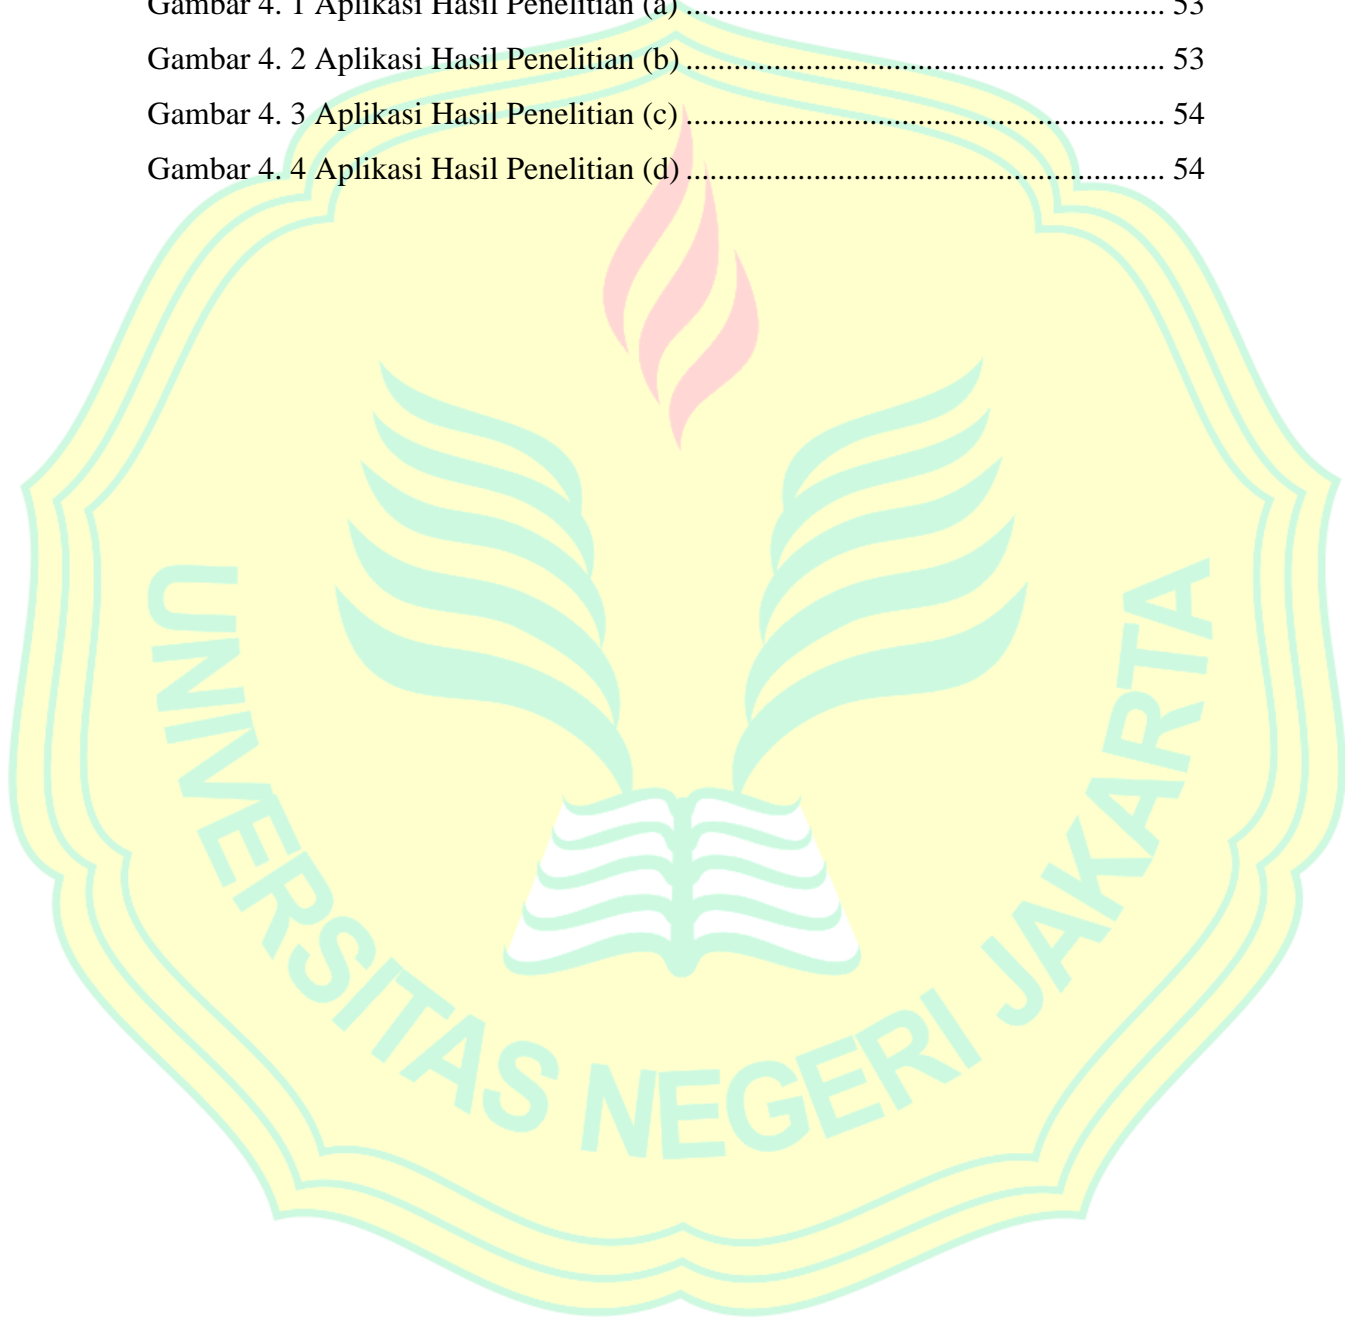 Gambar 4. 1 Aplikasi Hasil Penelitian (a) ......................................................... 53
Gambar 4. 2 Aplikasi Hasil Penelitian (b) ......................................................... 53
Gambar 4. 3 Aplikasi Hasil Penelitian (c) ......................................................... 54
Gambar 4. 4 Aplikasi Hasil Penelitian (d) ......................................................... 54
UNIVERSITAS NEGERI JAKARTA